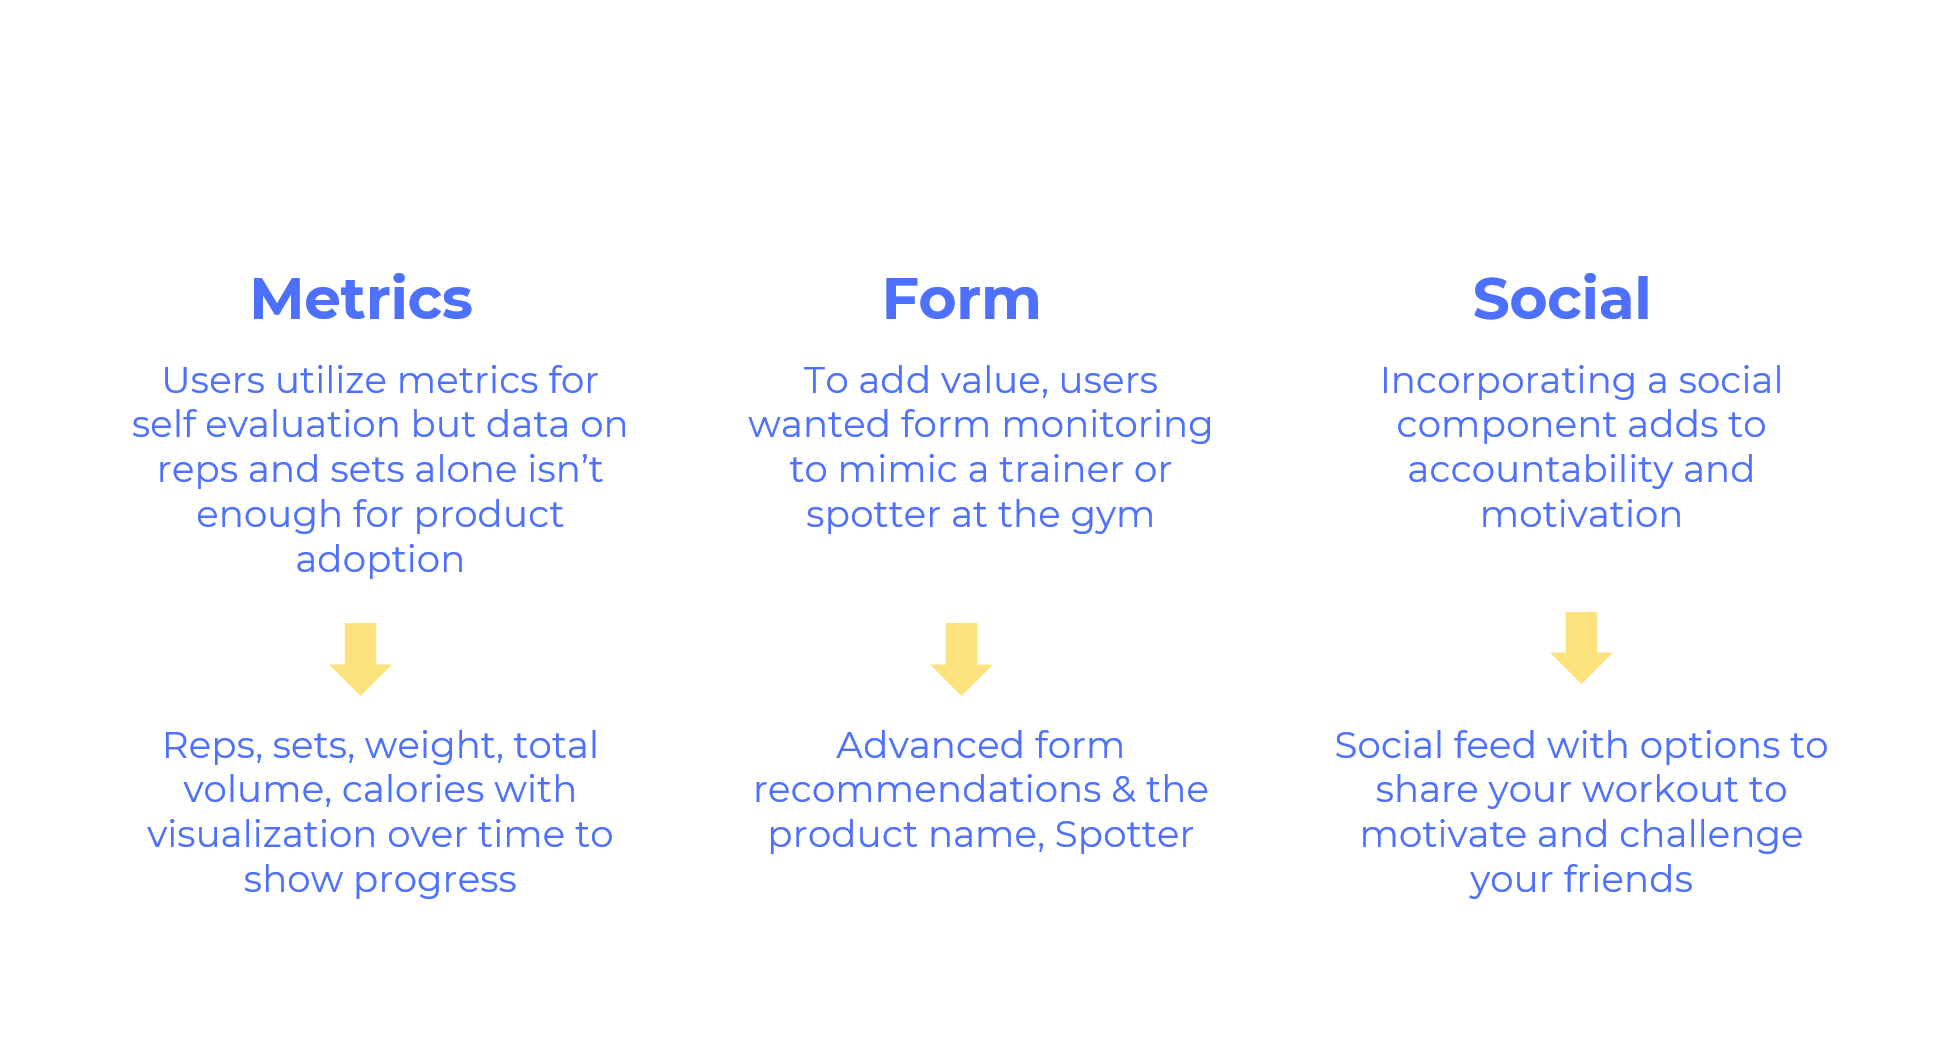 Metrics
Users utilize metrics for
self evaluation but data on
reps and sets alone isn’t
enough for product
adoption
Reps, sets, weight, total
volume, calories with
visualization over time to
show progress
Form
To add value, users
wanted form monitoring
to mimic a trainer or
spotter at the gym
Advanced form
recommendations & the
product name, Spotter
Social
Incorporating a social
component adds to
accountability and
motivation
Social feed with options to
share your workout to
motivate and challenge
your friends